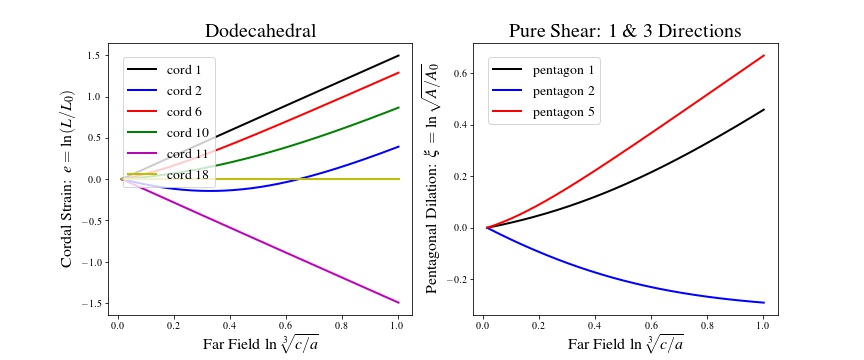 Dodecahedral
Cordal Strain: e = ln(L/L₀)
1.5
1.0
0.5
0.0
−0.5
−1.0
−1.5
cord 1
cord 2
cord 6
cord 10
cord 11
cord 18
0.0 0.2 0.4 0.6 0.8 1.0
Far Field ln ∛(c/a)
Pure Shear: 1 & 3 Directions
Pentagonal Dilation: ξ = ln √(A/A₀)
0.6
0.4
0.2
0.0
−0.2
pentagon 1
pentagon 2
pentagon 5
0.0 0.2 0.4 0.6 0.8 1.0
Far Field ln ∛(c/a)